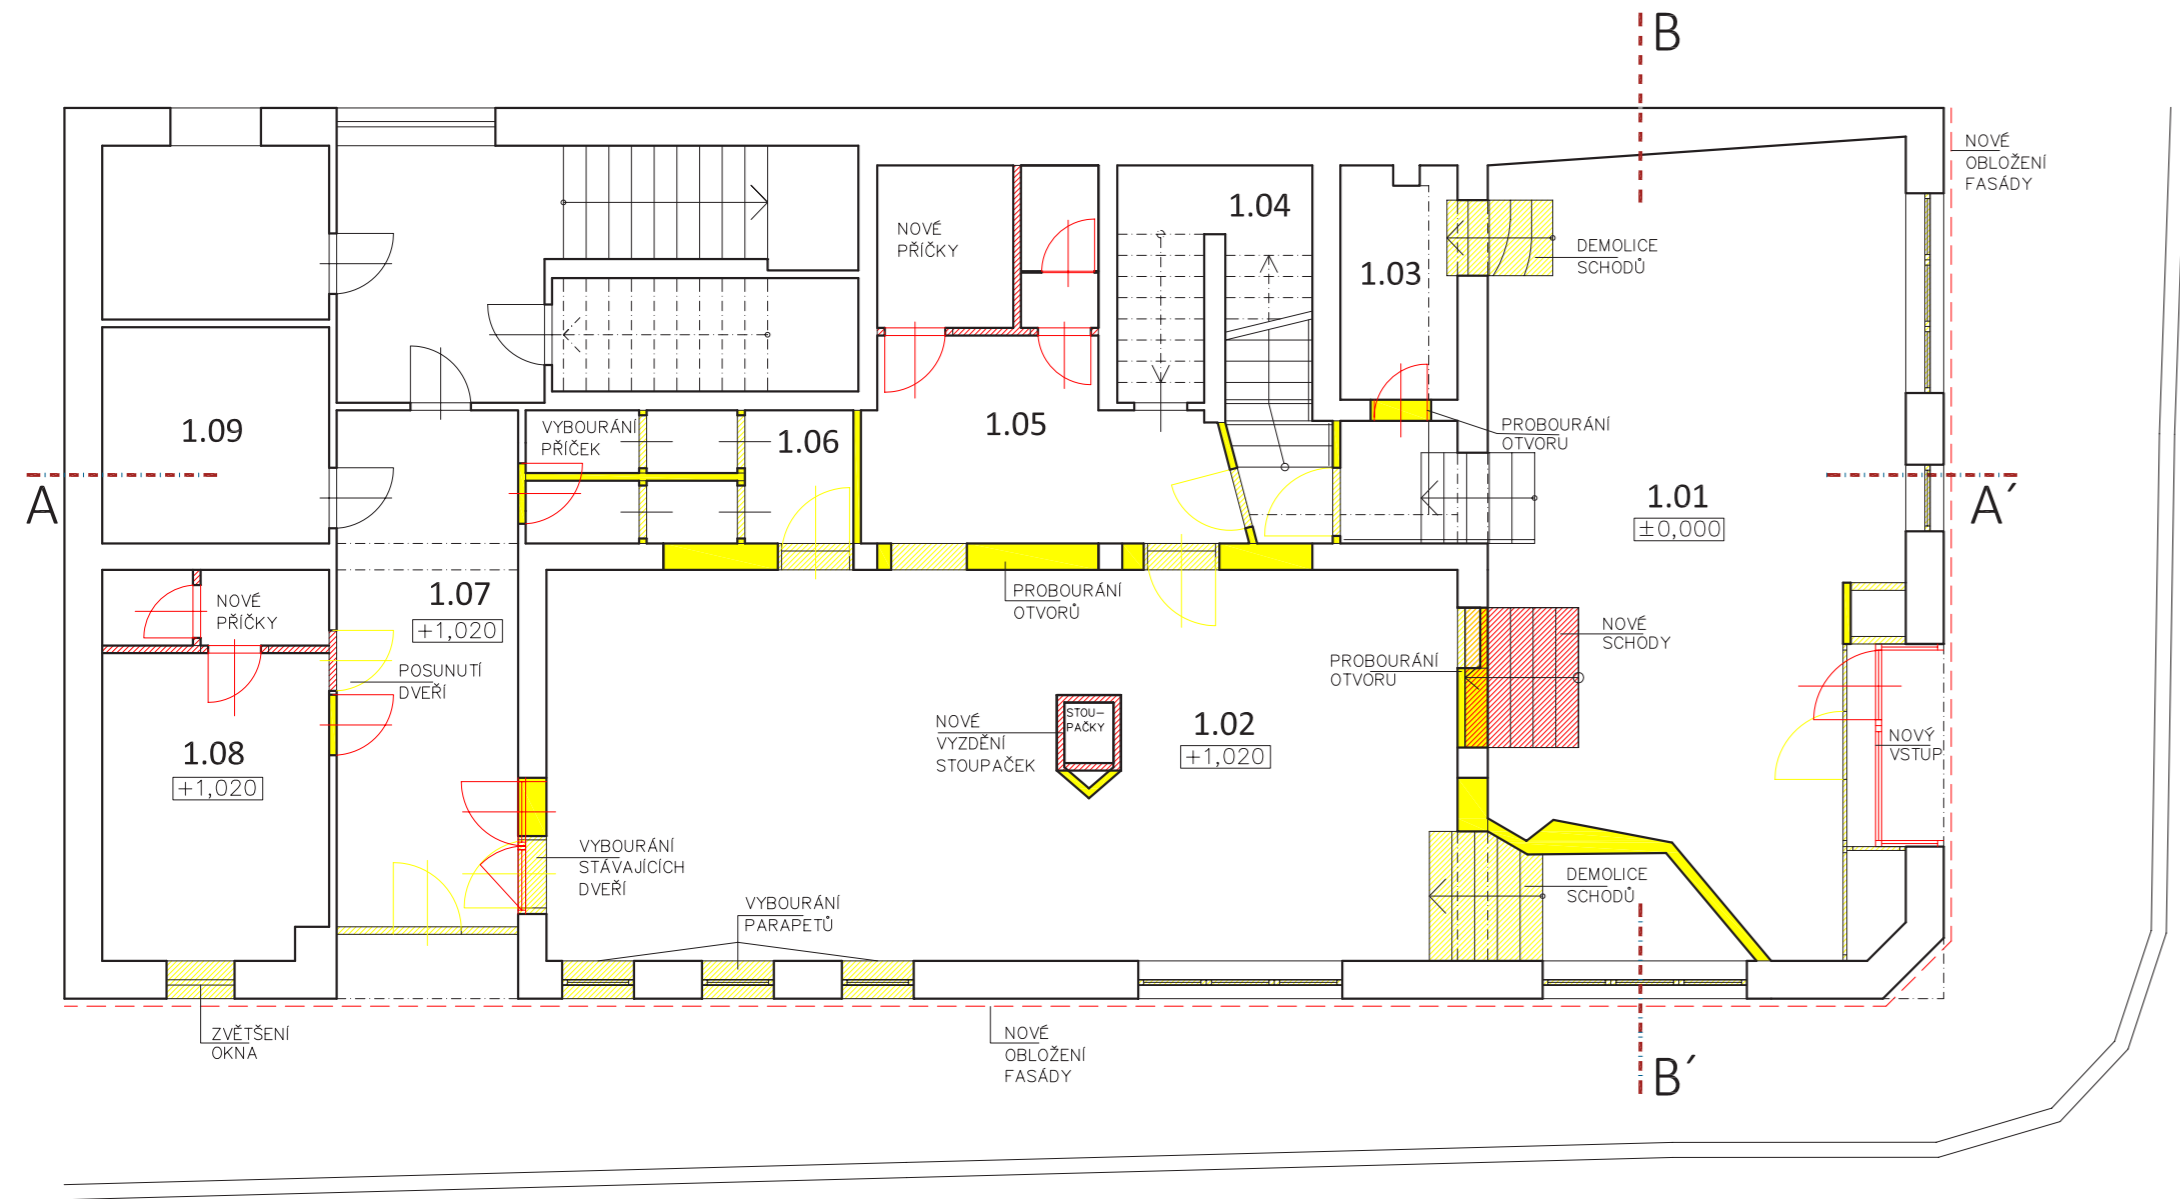 B
NOVÉ
OBLOŽENÍ
FASÁDY
1.04
NOVÉ
PŘÍČKY
DEMOLICE
SCHODŮ
1.03
1.09
VYBOURÁNÍ
PŘÍČEK
1.06
1.05
PROBOURÁNÍ
OTVORU
A
1.01
±0,000
A´
1.07
+1,020
NOVÉ
PŘÍČKY
PROBOURÁNÍ
OTVORŮ
NOVÉ
SCHODY
POSUNUTÍ
DVEŘÍ
PROBOURÁNÍ
OTVORU
1.08
+1,020
NOVÉ
VYZDĚNÍ
STOUPAČEK
STOU-
PAČKY
1.02
+1,020
NOVÝ
VSTUP
VYBOURÁNÍ
STÁVAJÍCÍCH
DVEŘÍ
DEMOLICE
SCHODŮ
VYBOURÁNÍ
PARAPETŮ
ZVĚTŠENÍ
OKNA
NOVÉ
OBLOŽENÍ
FASÁDY
B´